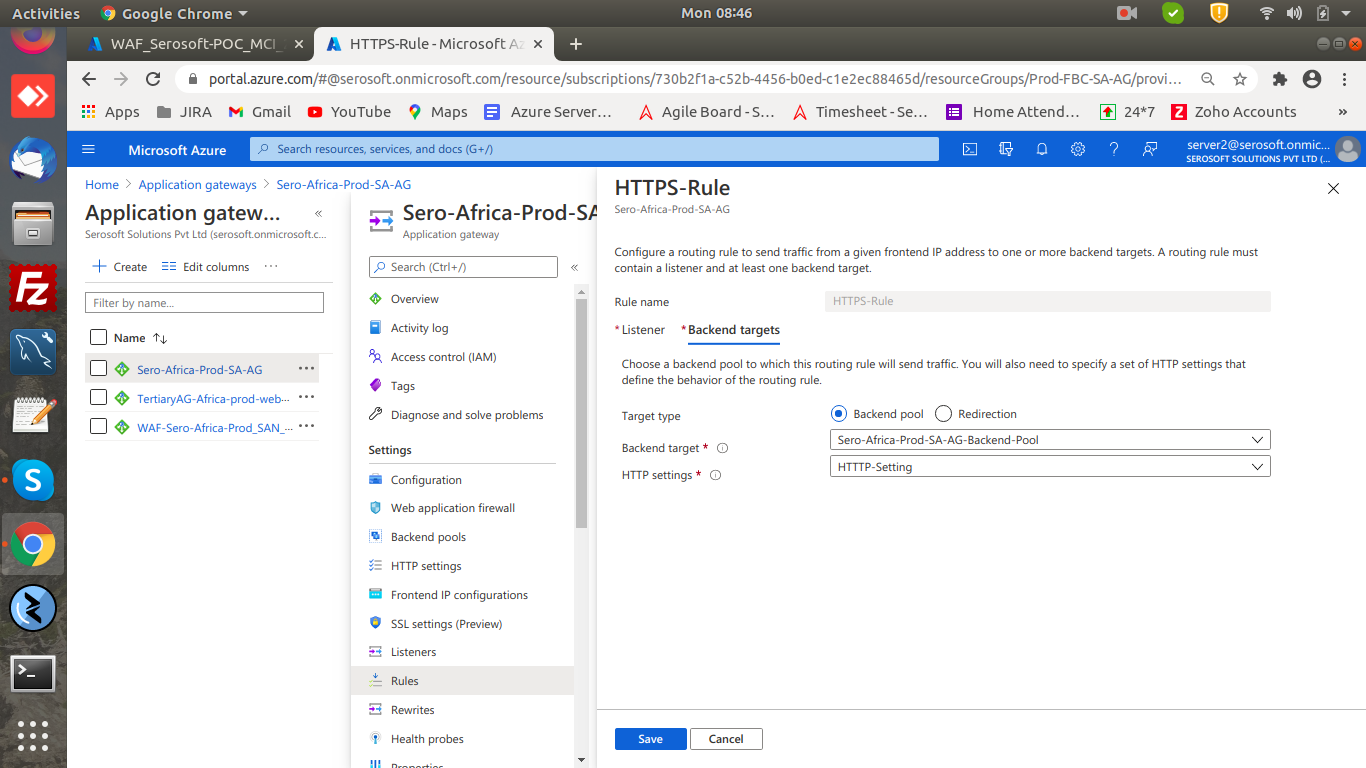 Activities
Google Chrome
Mon 08:46
WAF_Serosoft-POC_MCI_
HTTPS-Rule - Microsoft Az
portal.azure.com/#@serosoft.onmicrosoft.com/resource/subscriptions/730b2f1a-c52b-4456-b0ed-c1e2ec88465d/resourceGroups/Prod-FBC-SA-AG/provi...
Apps
JIRA
Gmail
YouTube
Maps
Azure Server...
Agile Board - S...
Timesheet - Se...
Home Attend...
24*7
Zoho Accounts
»
Microsoft Azure
Search resources, services, and docs (G+/)
server2@serosoft.onmic...
SEROSOFT SOLUTIONS PVT LTD (...
Home > Application gateways > Sero-Africa-Prod-SA-AG
Application gatew...
Serosoft Solutions Pvt Ltd (serosoft.onmicrosoft.c...
Create
Edit columns
...
Filter by name...
Name
Sero-Africa-Prod-SA-AG
TertiaryAG-Africa-prod-web...
WAF-Sero-Africa-Prod_SAN_...
Sero-Africa-Prod-SA
Application gateway
Search (Ctrl+/)
Overview
Activity log
Access control (IAM)
Tags
Diagnose and solve problems
Settings
Configuration
Web application firewall
Backend pools
HTTP settings
Frontend IP configurations
SSL settings (Preview)
Listeners
Rules
Rewrites
Health probes
Properties
HTTPS-Rule
Sero-Africa-Prod-SA-AG
Configure a routing rule to send traffic from a given frontend IP address to one or more backend targets. A routing rule must
contain a listener and at least one backend target.
Rule name
HTTPS-Rule
* Listener
* Backend targets
Choose a backend pool to which this routing rule will send traffic. You will also need to specify a set of HTTP settings that
define the behavior of the routing rule.
Target type
Backend pool
Redirection
Backend target *
Sero-Africa-Prod-SA-AG-Backend-Pool
HTTP settings *
HTTTP-Setting
Save
Cancel